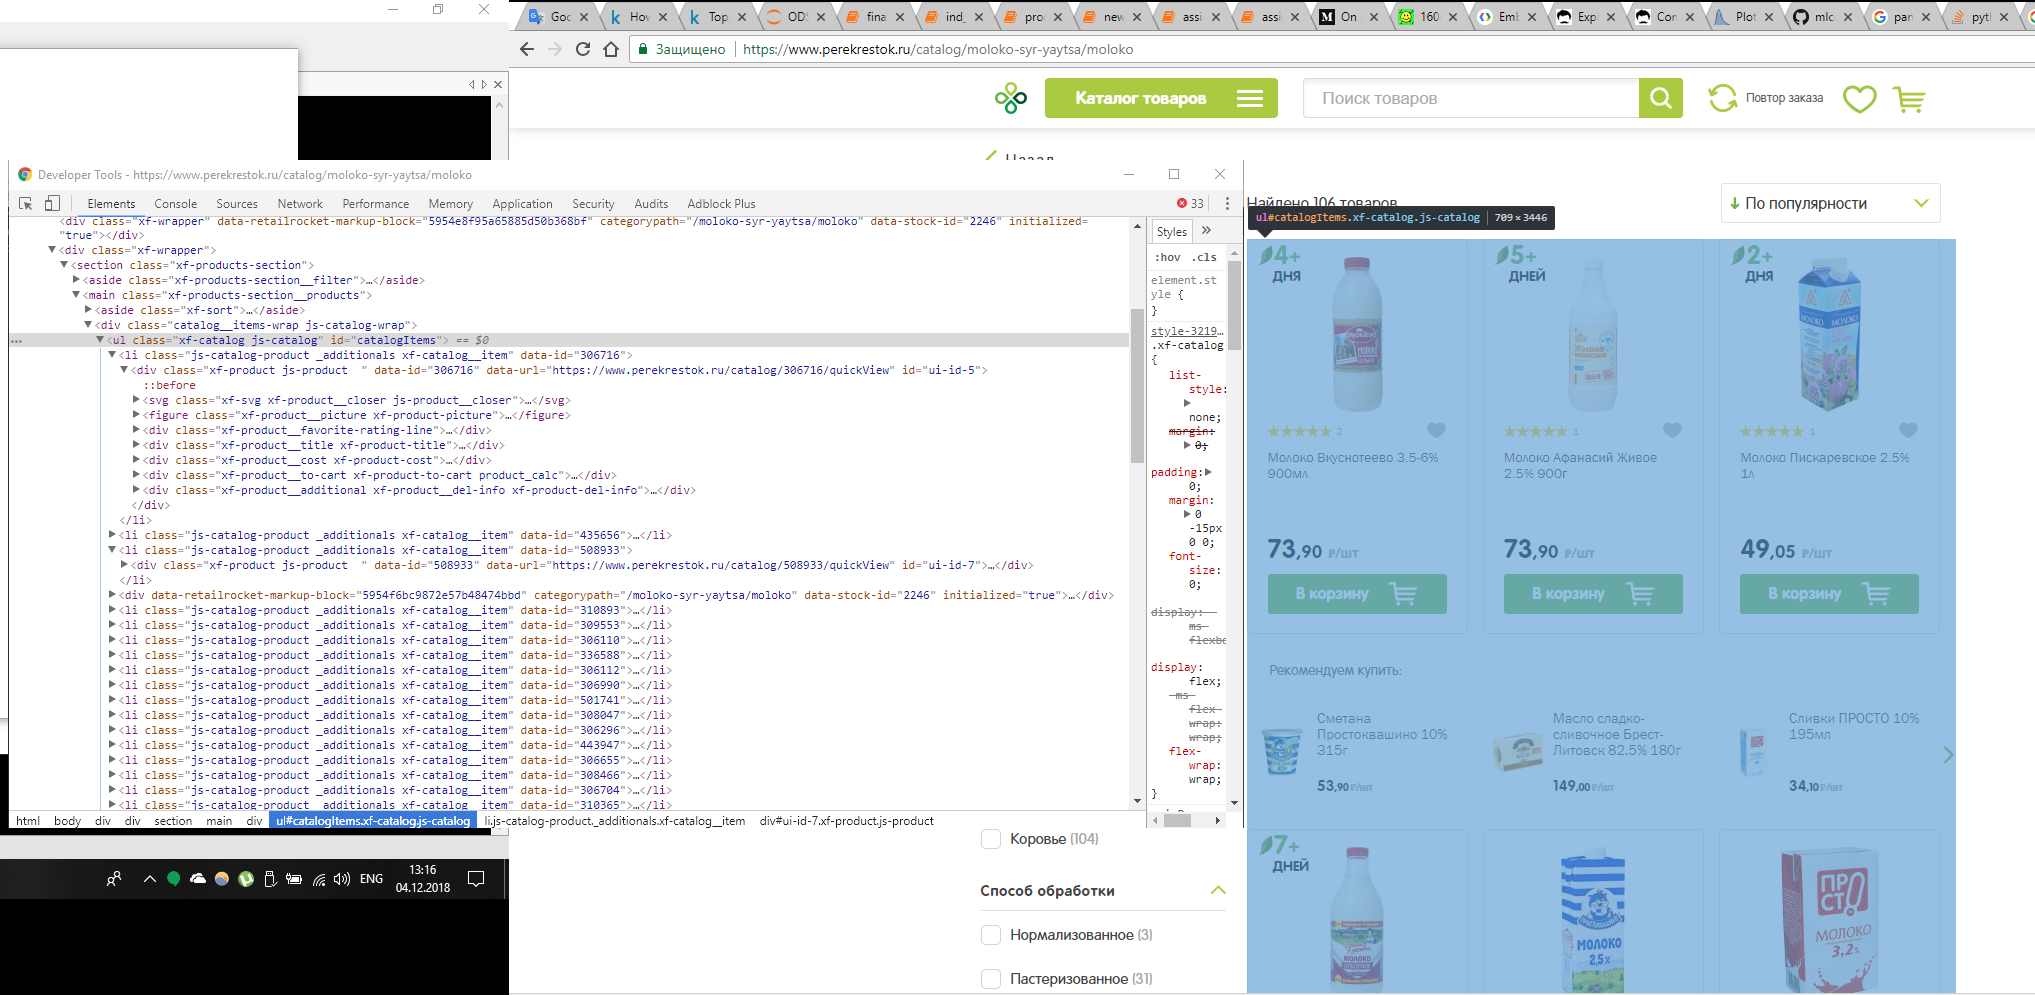 Goc
Hov
Top
ODS
fina
ind_
pro
new
assi
assi
On
160
Emb
Expl
Con
Plot
mlc
par
pyt
Защищено
https://www.perekrestok.ru/catalog/moloko-syr-yaytsa/moloko
Каталог товаров
Поиск товаров
Повтор заказа
Назад
Developer Tools - https://www.perekrestok.ru/catalog/moloko-syr-yaytsa/moloko
Elements Console Sources Network Performance Memory Application Security Audits Adblock Plus
33
<div class="xf-wrapper" data-retailrocket-markup-block="5954e8f95a65885d50b368bf" categorypath="/moloko-syr-yaytsa/moloko" data-stock-id="2246" initialized=
"true"></div>
▼<div class="xf-wrapper">
▼<section class="xf-products-section">
▶<aside class="xf-products-section__filter">…</aside>
▼<main class="xf-products-section__products">
▶<aside class="xf-sort">…</aside>
▼<div class="catalog__items-wrap js-catalog-wrap">
… ▼<ul class="xf-catalog js-catalog" id="catalogItems"> == $0
▼<li class="js-catalog-product _additionals xf-catalog__item" data-id="306716">
▼<div class="xf-product js-product  " data-id="306716" data-url="https://www.perekrestok.ru/catalog/306716/quickView" id="ui-id-5">
::before
▶<svg class="xf-svg xf-product__closer js-product__closer">…</svg>
▶<figure class="xf-product__picture xf-product-picture">…</figure>
▶<div class="xf-product__favorite-rating-line">…</div>
▶<div class="xf-product__title xf-product-title">…</div>
▶<div class="xf-product__cost xf-product-cost">…</div>
▶<div class="xf-product__to-cart xf-product-to-cart product_calc">…</div>
▶<div class="xf-product__additional xf-product__del-info xf-product-del-info">…</div>
</div>
</li>
▶<li class="js-catalog-product _additionals xf-catalog__item" data-id="435656">…</li>
▼<li class="js-catalog-product _additionals xf-catalog__item" data-id="508933">
▶<div class="xf-product js-product  " data-id="508933" data-url="https://www.perekrestok.ru/catalog/508933/quickView" id="ui-id-7">…</div>
</li>
▶<div data-retailrocket-markup-block="5954f6bc9872e57b48474bbd" categorypath="/moloko-syr-yaytsa/moloko" data-stock-id="2246" initialized="true">…</div>
▶<li class="js-catalog-product _additionals xf-catalog__item" data-id="310893">…</li>
▶<li class="js-catalog-product _additionals xf-catalog__item" data-id="309553">…</li>
▶<li class="js-catalog-product _additionals xf-catalog__item" data-id="306110">…</li>
▶<li class="js-catalog-product _additionals xf-catalog__item" data-id="336588">…</li>
▶<li class="js-catalog-product _additionals xf-catalog__item" data-id="306112">…</li>
▶<li class="js-catalog-product _additionals xf-catalog__item" data-id="306990">…</li>
▶<li class="js-catalog-product _additionals xf-catalog__item" data-id="501741">…</li>
▶<li class="js-catalog-product _additionals xf-catalog__item" data-id="308047">…</li>
▶<li class="js-catalog-product _additionals xf-catalog__item" data-id="306296">…</li>
▶<li class="js-catalog-product _additionals xf-catalog__item" data-id="443947">…</li>
▶<li class="js-catalog-product _additionals xf-catalog__item" data-id="306655">…</li>
▶<li class="js-catalog-product _additionals xf-catalog__item" data-id="308466">…</li>
▶<li class="js-catalog-product _additionals xf-catalog__item" data-id="306704">…</li>
▶<li class="js-catalog-product _additionals xf-catalog__item" data-id="310365">…</li>
html body div div section main div ul#catalogItems.xf-catalog.js-catalog li.js-catalog-product._additionals.xf-catalog__item div#ui-id-7.xf-product.js-product
Styles »
:hov .cls
element.st
yle {
}
style-3219…
.xf-catalog
{
list-
style:
▶
none;
margin:
▶ 0;
padding:▶
0;
margin:
▶ 0
-15px
0 0;
font-
size:
0;
display: -
ms-
flexbo
display:
flex;
-ms-
flex-
wrap:
wrap;
flex-
wrap:
wrap;
}
Найдено 106 товаров
По популярности
ul#catalogItems.xf-catalog.js-catalog | 709 × 3446
4+
ДНЯ
2
Молоко Вкуснотеево 3.5-6%
900мл
73,90 ₽/шт
В корзину
5+
ДНЕЙ
1
Молоко Афанасий Живое
2.5% 900г
73,90 ₽/шт
В корзину
2+
ДНЯ
МОЛОКО
МОЛОКО
1
Молоко Пискаревское 2.5%
1л
49,05 ₽/шт
В корзину
Рекомендуем купить:
Сметана
Простоквашино 10%
315г
53,90 ₽/шт
Масло сладко-
сливочное Брест-
Литовск 82.5% 180г
149,00 ₽/шт
Сливки ПРОСТО 10%
195мл
34,10 ₽/шт
7+
ДНЕЙ
МОЛОКО
МОЛОКО
2,5%
ПРО
СТ!
МОЛОКО
3,2%
Коровье (104)
Способ обработки
Нормализованное (3)
Пастеризованное (31)
ENG
13:16
04.12.2018